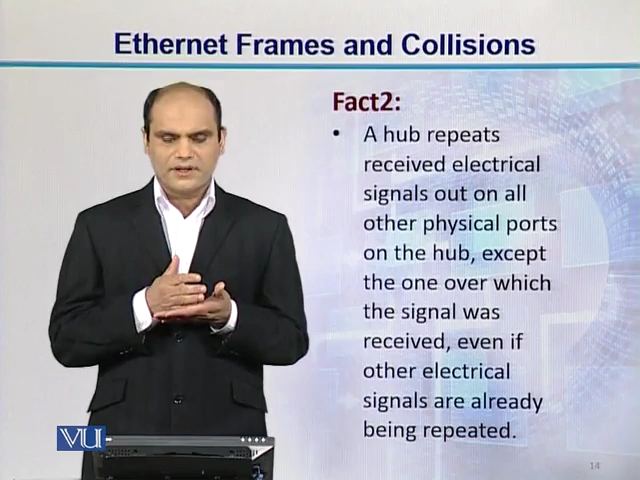 Ethernet Frames and Collisions
Fact2:
• A hub repeats
received electrical
signals out on all
other physical ports
on the hub, except
the one over which
the signal was
received, even if
other electrical
signals are already
being repeated.
VU
14